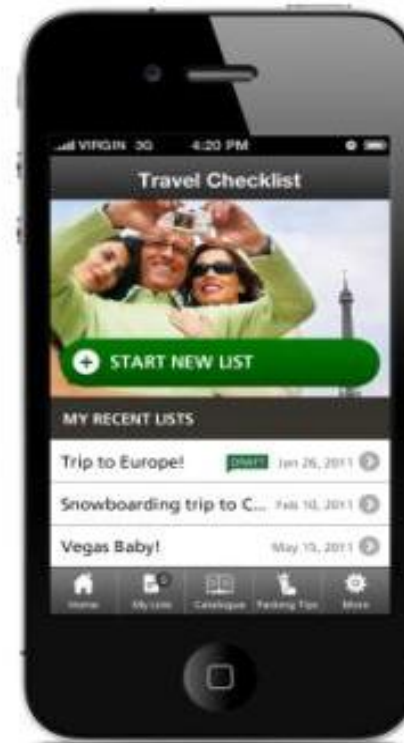 VIRGIN 3G 4:20 PM
Travel Checklist
START NEW LIST
MY RECENT LISTS
Trip to Europe! DRAFT Jan 26, 2011
Snowboarding trip to C... Feb 10, 2011
Vegas Baby! May 15, 2011
Home My Lists Catalogue Packing Tips More